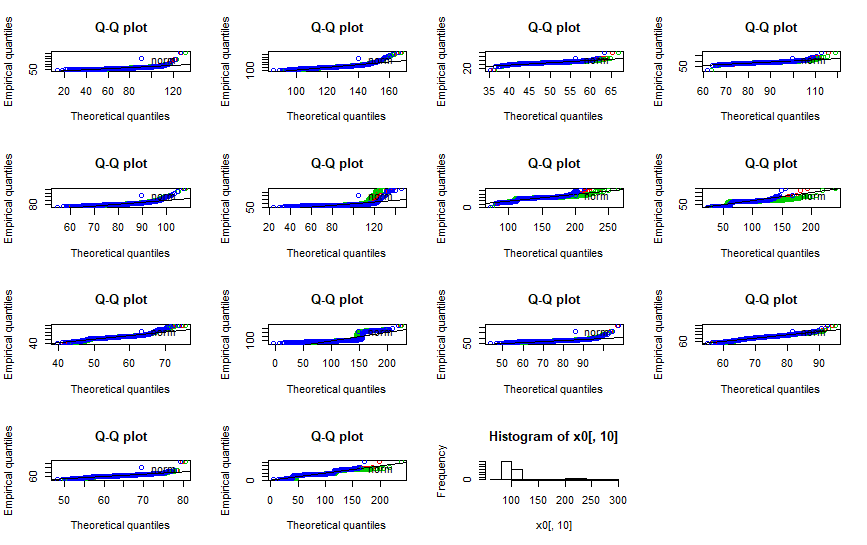 Q-Q plot Q-Q plot Q-Q plot Q-Q plot
Empirical quantiles Empirical quantiles Empirical quantiles Empirical quantiles
50 100 20 50
norm norm norm norm
20 40 60 80 120 100 120 140 160 35 40 45 50 55 60 65 60 70 80 90 100
Theoretical quantiles Theoretical quantiles Theoretical quantiles Theoretical quantiles
Q-Q plot Q-Q plot Q-Q plot Q-Q plot
Empirical quantiles Empirical quantiles Empirical quantiles Empirical quantiles
80 50 0 50
norm norm norm norm
60 70 80 90 100 20 40 60 80 120 100 150 200 250 50 100 150 200
Theoretical quantiles Theoretical quantiles Theoretical quantiles Theoretical quantiles
Q-Q plot Q-Q plot Q-Q plot Q-Q plot
Empirical quantiles Empirical quantiles Empirical quantiles Empirical quantiles
40 100 50 60
norm norm norm norm
40 50 60 70 0 50 100 150 200 50 60 70 80 90 60 70 80 90
Theoretical quantiles Theoretical quantiles Theoretical quantiles Theoretical quantiles
Q-Q plot Q-Q plot Histogram of x0[, 10]
Empirical quantiles Empirical quantiles Frequency
60 0 0
norm norm
50 55 60 65 70 75 80 0 50 100 150 200 100 150 200 250 300
Theoretical quantiles Theoretical quantiles x0[, 10]